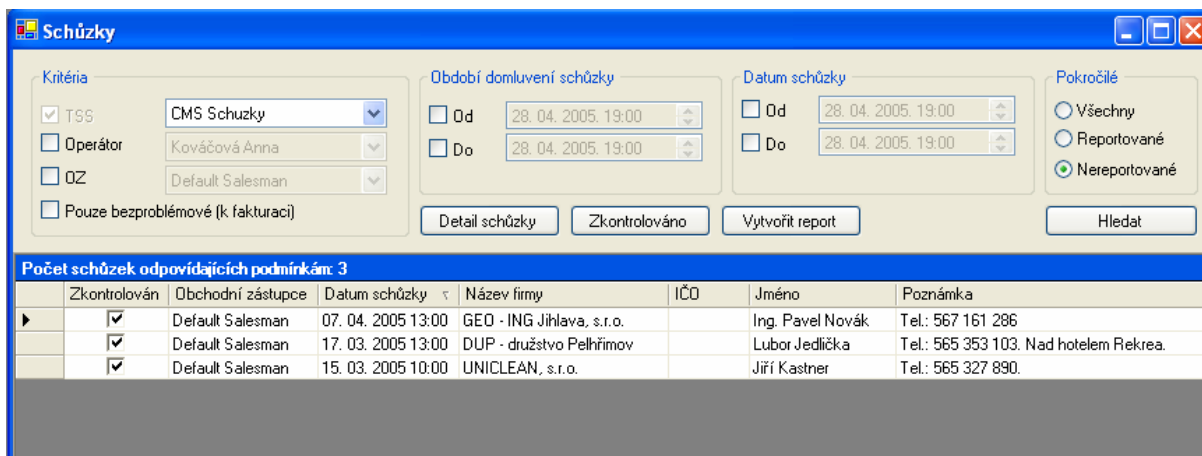 Schůzky
Kritéria
TSS CMS Schuzky
Operátor Kováčová Anna
OZ Default Salesman
Pouze bezproblémové (k fakturaci)
Období domluvení schůzky
Od 28. 04. 2005. 19:00
Do 28. 04. 2005. 19:00
Datum schůzky
Od 28. 04. 2005. 19:00
Do 28. 04. 2005. 19:00
Pokročilé
Všechny
Reportované
Nereportované
Detail schůzky Zkontrolováno Vytvořit report Hledat
Počet schůzek odpovídajících podmínkám: 3
Zkontrolován Obchodní zástupce Datum schůzky Název firmy IČO Jméno Poznámka
Default Salesman 07. 04. 2005 13:00 GEO - ING Jihlava, s.r.o. Ing. Pavel Novák Tel.: 567 161 286
Default Salesman 17. 03. 2005 13:00 DUP - družstvo Pelhřimov Lubor Jedlička Tel.: 565 353 103. Nad hotelem Rekrea.
Default Salesman 15. 03. 2005 10:00 UNICLEAN, s.r.o. Jiří Kastner Tel.: 565 327 890.